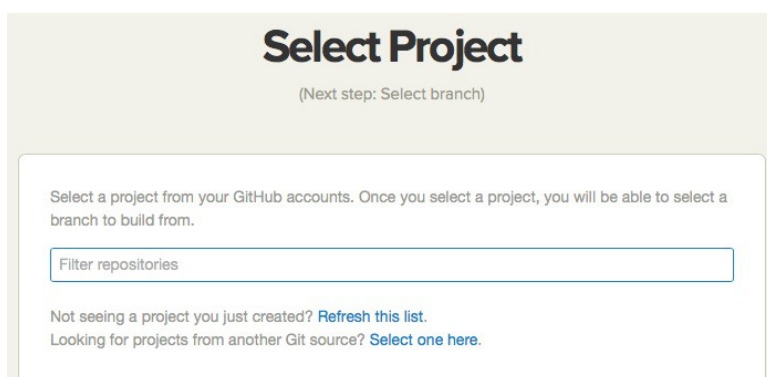 Select Project
(Next step: Select branch)
Select a project from your GitHub accounts. Once you select a project, you will be able to select a
branch to build from.
Filter repositories
Not seeing a project you just created? Refresh this list.
Looking for projects from another Git source? Select one here.